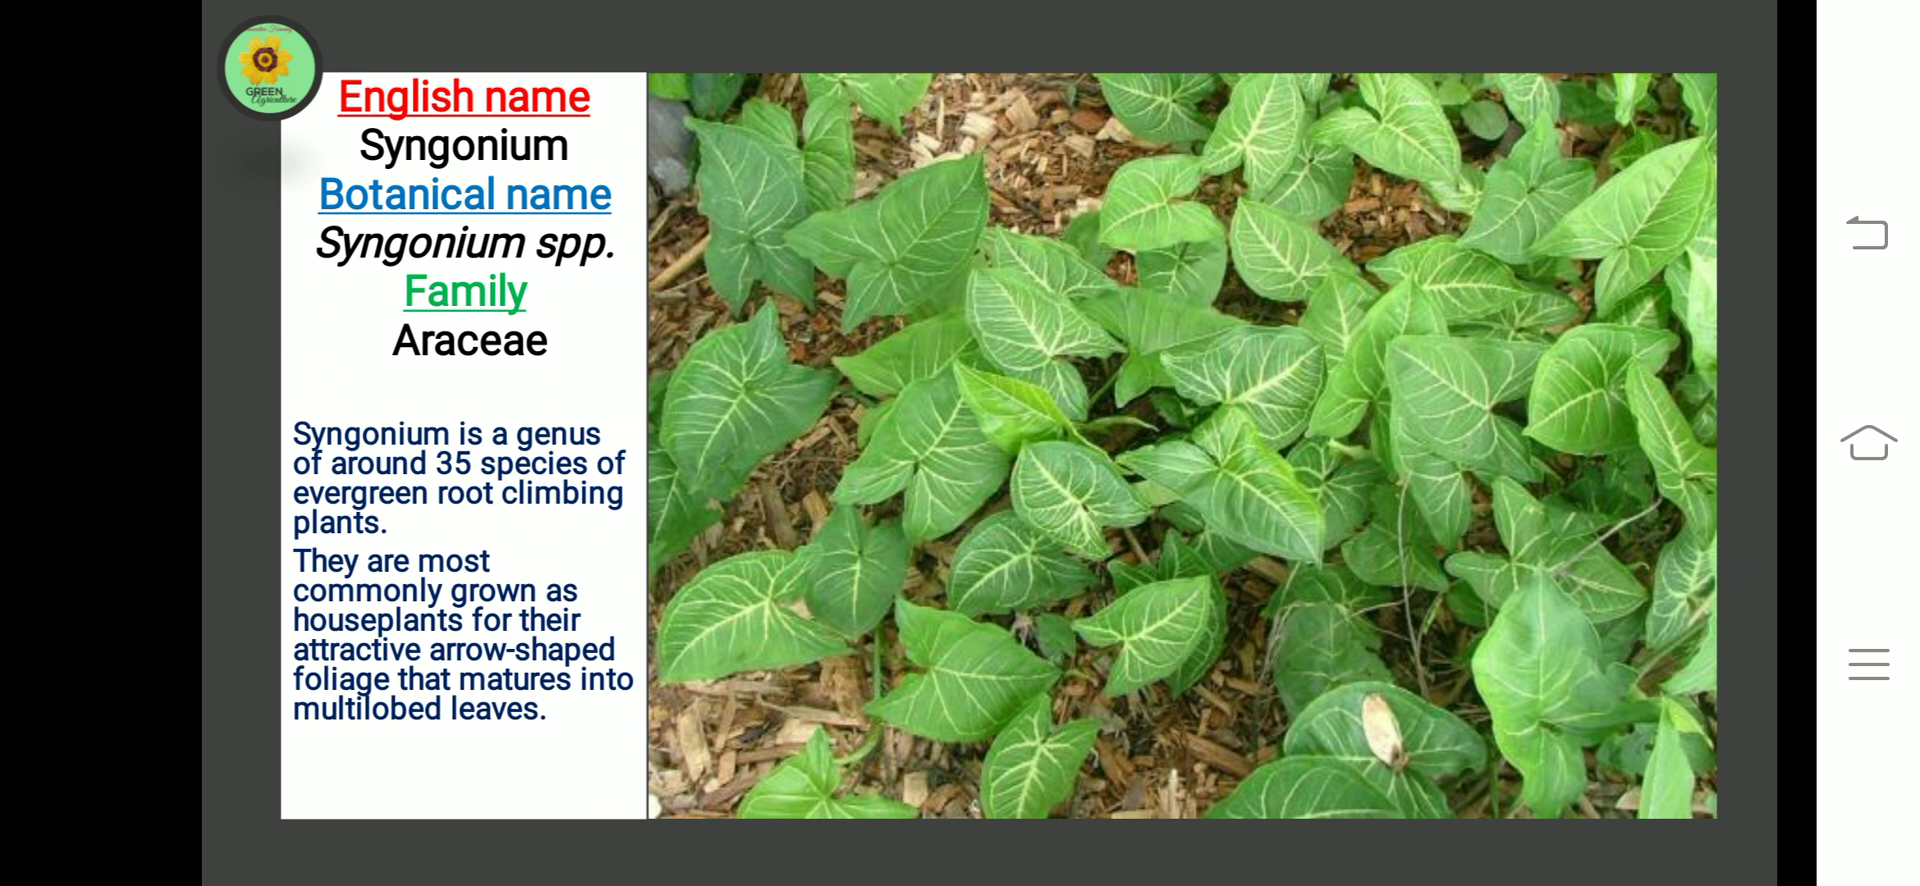 GREEN
Agriculture
English name
Syngonium
Botanical name
Syngonium spp.
Family
Araceae
Syngonium is a genus
of around 35 species of
evergreen root climbing
plants.
They are most
commonly grown as
houseplants for their
attractive arrow-shaped
foliage that matures into
multilobed leaves.